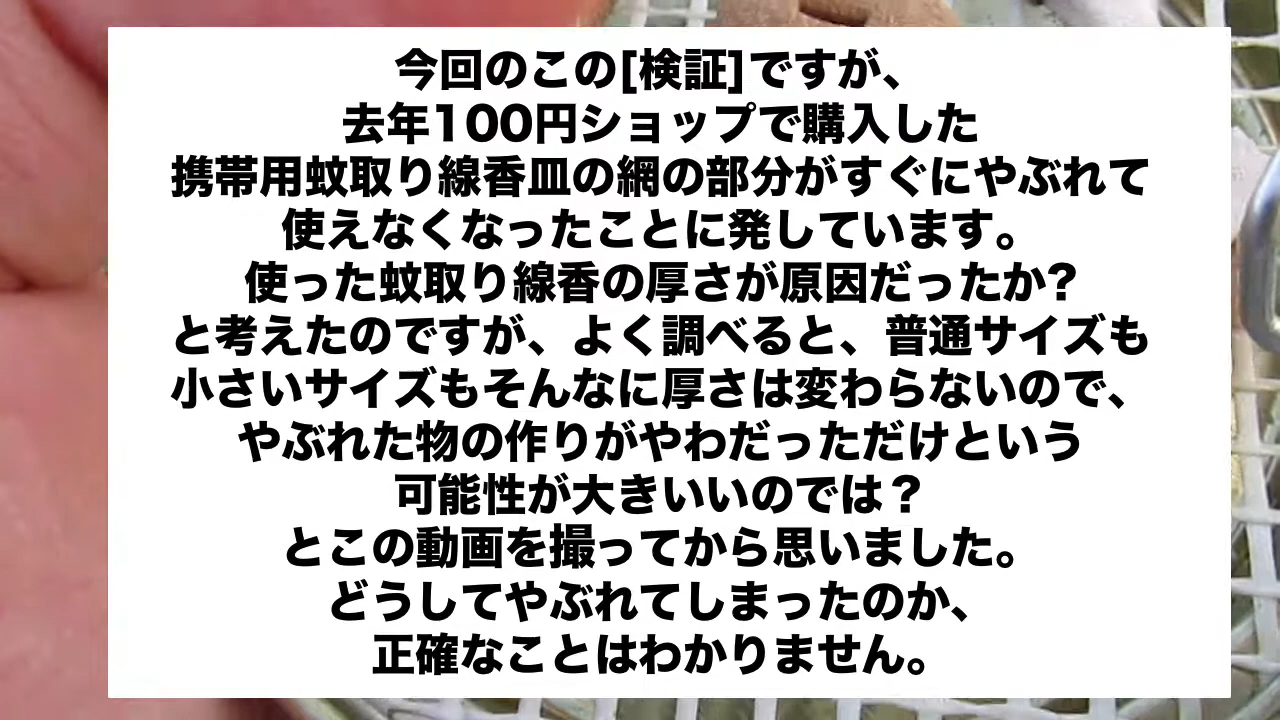 今回のこの[検証]ですが、
去年100円ショップで購入した
携帯用蚊取り線香皿の網の部分がすぐにやぶれて
使えなくなったことに発しています。
使った蚊取り線香の厚さが原因だったか?
と考えたのですが、よく調べると、普通サイズも
小さいサイズもそんなに厚さは変わらないので、
やぶれた物の作りがやわだっただけという
可能性が大きいいのでは？
とこの動画を撮ってから思いました。
どうしてやぶれてしまったのか、
正確なことはわかりません。